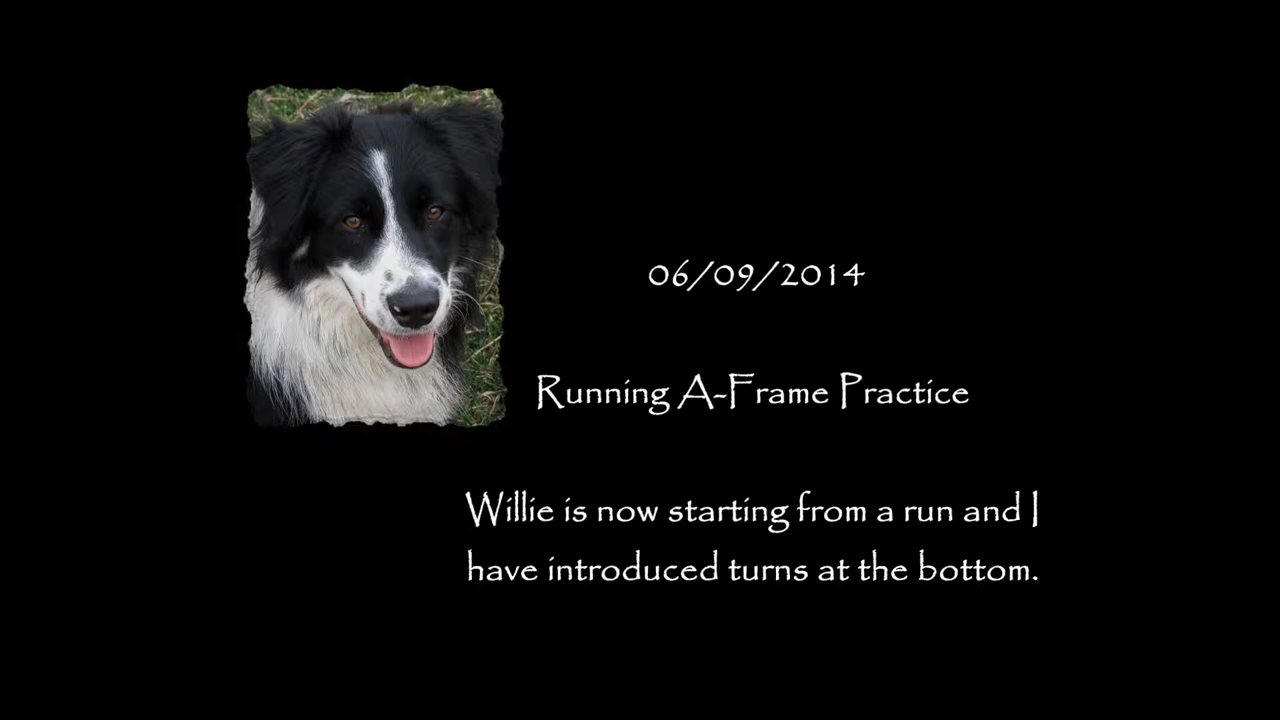 06/09/2014
Running A-Frame Practice
Willie is now starting from a run and I
have introduced turns at the bottom.